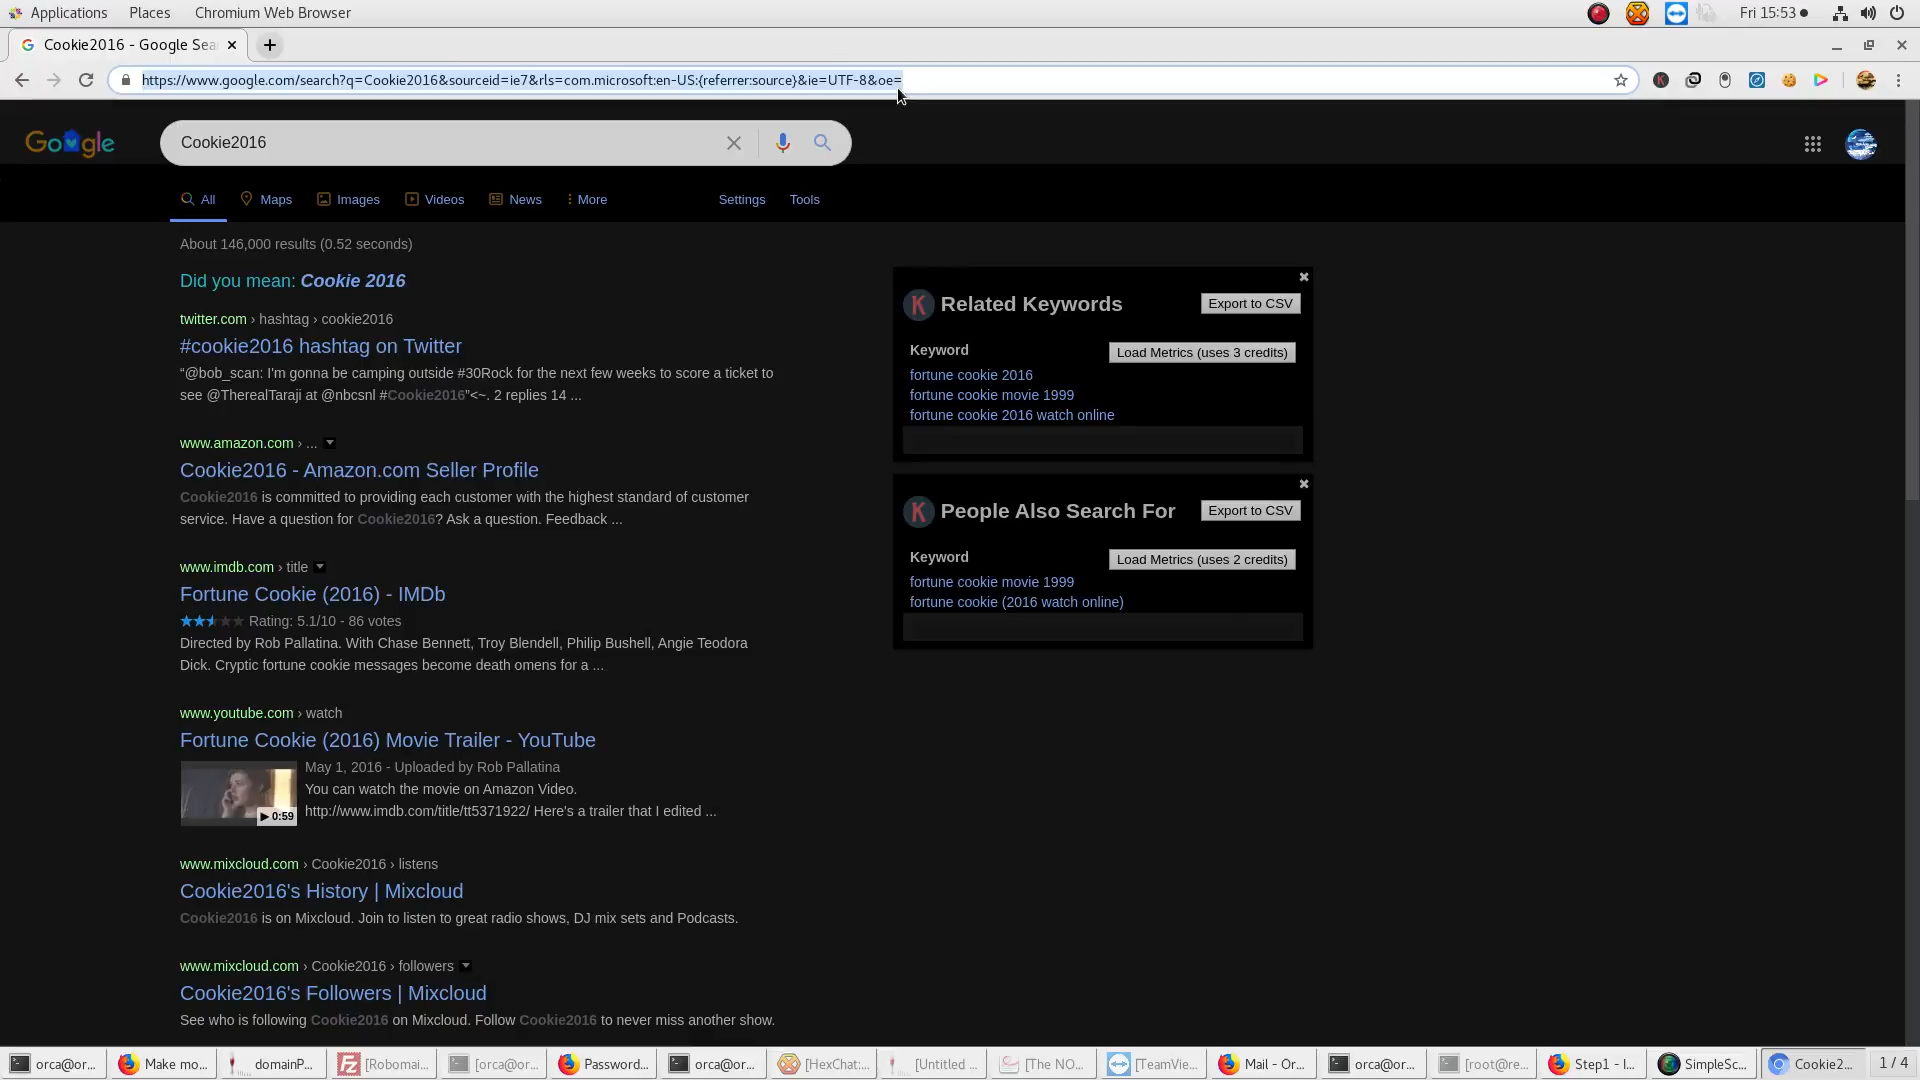 Applications Places Chromium Web Browser Fri 15:53
Cookie2016 - Google Sea
https://www.google.com/search?q=Cookie2016&sourceid=ie7&rls=com.microsoft:en-US:{referrer:source}&ie=UTF-8&oe=
Google Cookie2016
All Maps Images Videos News More Settings Tools
About 146,000 results (0.52 seconds)
Did you mean: Cookie 2016
twitter.com › hashtag › cookie2016
#cookie2016 hashtag on Twitter
“@bob_scan: I'm gonna be camping outside #30Rock for the next few weeks to score a ticket to
see @TherealTaraji at @nbcsnl #Cookie2016”<~. 2 replies 14 ...
www.amazon.com › ...
Cookie2016 - Amazon.com Seller Profile
Cookie2016 is committed to providing each customer with the highest standard of customer
service. Have a question for Cookie2016? Ask a question. Feedback ...
www.imdb.com › title
Fortune Cookie (2016) - IMDb
Rating: 5.1/10 - 86 votes
Directed by Rob Pallatina. With Chase Bennett, Troy Blendell, Philip Bushell, Angie Teodora
Dick. Cryptic fortune cookie messages become death omens for a ...
www.youtube.com › watch
Fortune Cookie (2016) Movie Trailer - YouTube
0:59
May 1, 2016 - Uploaded by Rob Pallatina
You can watch the movie on Amazon Video.
http://www.imdb.com/title/tt5371922/ Here's a trailer that I edited ...
www.mixcloud.com › Cookie2016 › listens
Cookie2016's History | Mixcloud
Cookie2016 is on Mixcloud. Join to listen to great radio shows, DJ mix sets and Podcasts.
www.mixcloud.com › Cookie2016 › followers
Cookie2016's Followers | Mixcloud
See who is following Cookie2016 on Mixcloud. Follow Cookie2016 to never miss another show.
K Related Keywords Export to CSV
Keyword Load Metrics (uses 3 credits)
fortune cookie 2016
fortune cookie movie 1999
fortune cookie 2016 watch online
K People Also Search For Export to CSV
Keyword Load Metrics (uses 2 credits)
fortune cookie movie 1999
fortune cookie (2016 watch online)
orca@or... Make mo... domainP... [Robomai... [orca@or... Password... orca@or... [HexChat:... [Untitled ... [The NO... [TeamVie... Mail - Or... orca@or... [root@re... Step1 - I... SimpleSc... Cookie2... 1 / 4